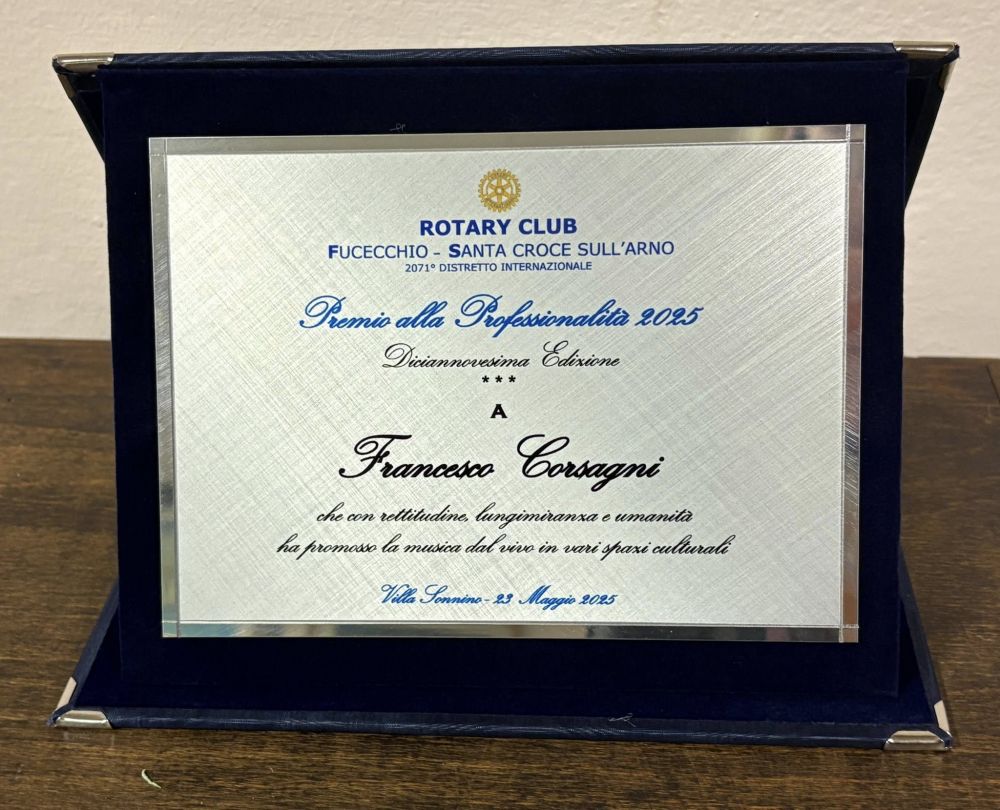 ROTARY CLUB
FUCECCHIO - SANTA CROCE SULL'ARNO
2071° DISTRETTO INTERNAZIONALE
Premio alla Professionalità 2025
Diciannovesima Edizione
***
A
Francesco Corsagni
che con rettitudine, lungimiranza e umanità
ha promosso la musica dal vivo in vari spazi culturali
Villa Sonnino - 23 Maggio 2025